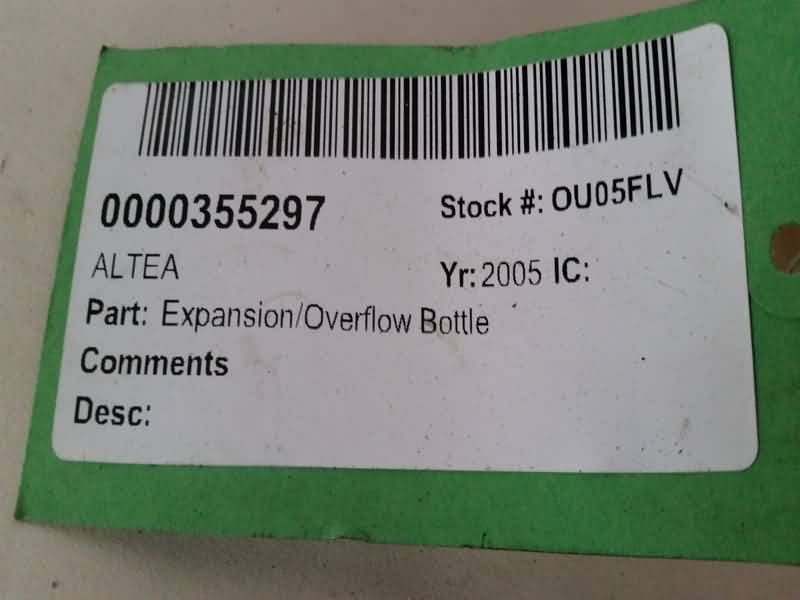 0000355297 Stock #: OU05FLV
ALTEA Yr: 2005 IC:
Part: Expansion/Overflow Bottle
Comments
Desc: